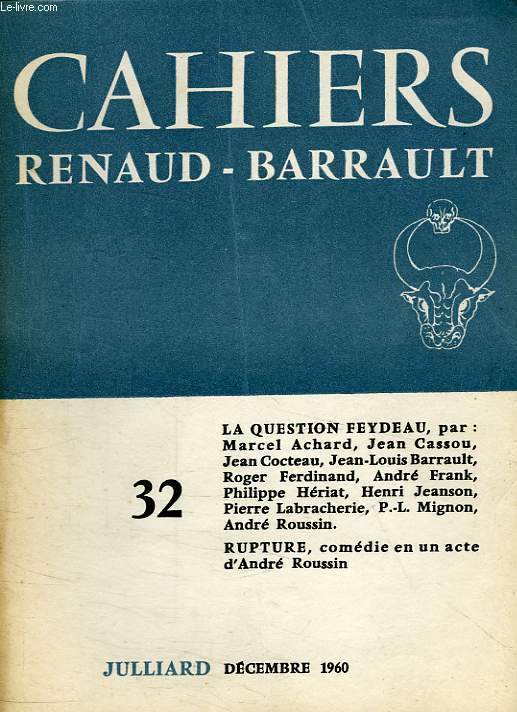 © Le-livre.com
CAHIERS
RENAUD - BARRAULT
LA QUESTION FEYDEAU, par :
Marcel Achard, Jean Cassou,
Jean Cocteau, Jean-Louis Barrault,
Roger Ferdinand, André Frank,
Philippe Hériat, Henri Jeanson,
Pierre Labracherie, P.-L. Mignon,
André Roussin.
32
RUPTURE, comédie en un acte
d'André Roussin
JULLIARD DÉCEMBRE 1960